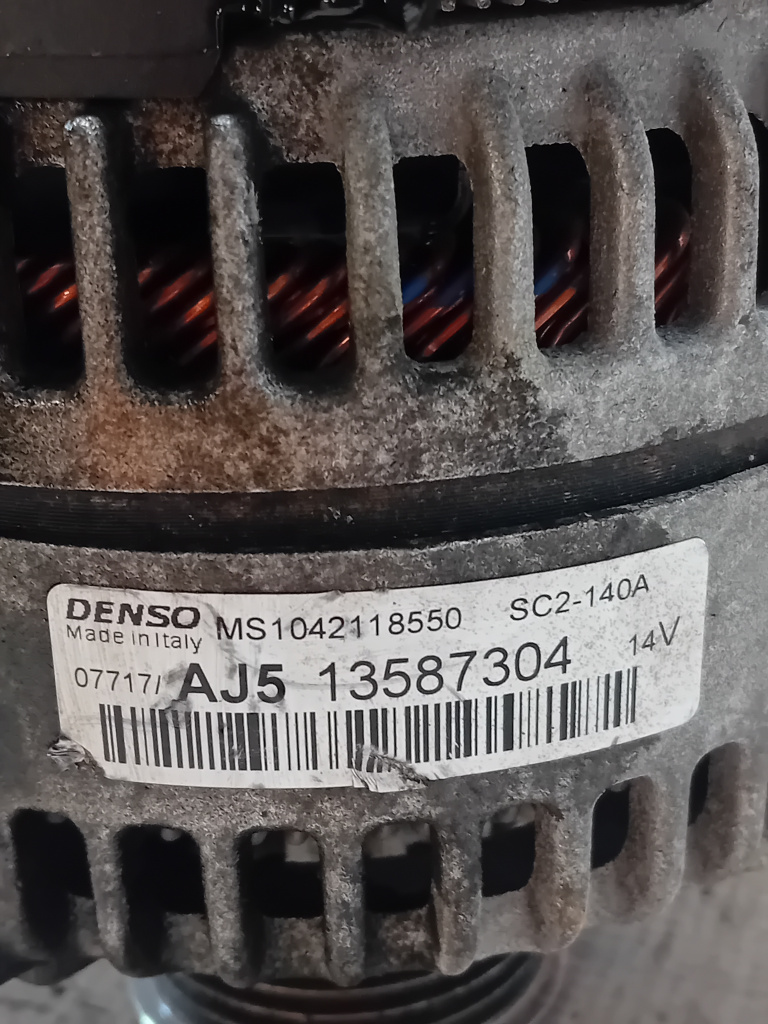 DENSO MS1042118550 SC2-140A
Made in Italy
07717/ AJ5 13587304 14V